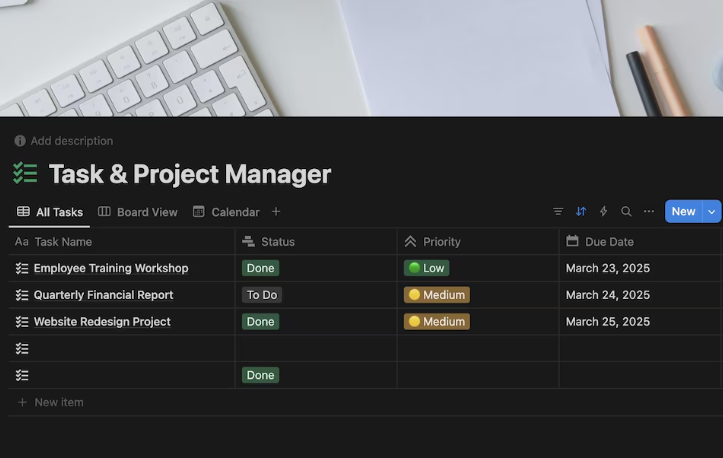 Add description
Task & Project Manager
All Tasks Board View Calendar + New
Aa Task Name Status Priority Due Date
Employee Training Workshop Done Low March 23, 2025
Quarterly Financial Report To Do Medium March 24, 2025
Website Redesign Project Done Medium March 25, 2025
Done
+ New item